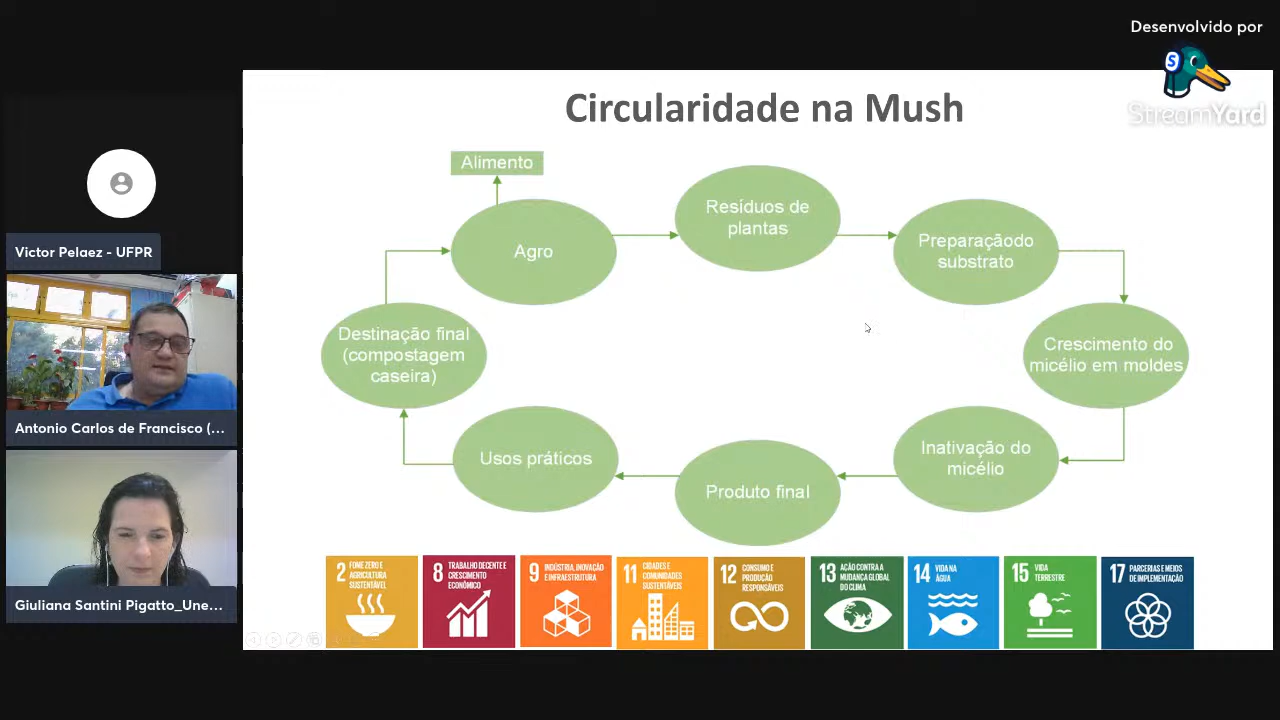 Desenvolvido por
StreamYard
Circularidade na Mush
Alimento
Agro
Resíduos de
plantas
Preparaçãodo
substrato
Crescimento do
micélio em moldes
Inativação do
micélio
Produto final
Usos práticos
Destinação final
(compostagem
caseira)
Victor Pelaez - UFPR
Antonio Carlos de Francisco (...
Giuliana Santini Pigatto_Une...
2 FOME ZERO E
AGRICULTURA
SUSTENTÁVEL
8 TRABALHO DECENTE E
CRESCIMENTO
ECONÔMICO
9 INDÚSTRIA, INOVAÇÃO
E INFRAESTRUTURA
11 CIDADES E
COMUNIDADES
SUSTENTÁVEIS
12 CONSUMO E
PRODUÇÃO
RESPONSÁVEIS
13 AÇÃO CONTRA A
MUDANÇA GLOBAL
DO CLIMA
14 VIDA NA
ÁGUA
15 VIDA
TERRESTRE
17 PARCERIAS E MEIOS
DE IMPLEMENTAÇÃO